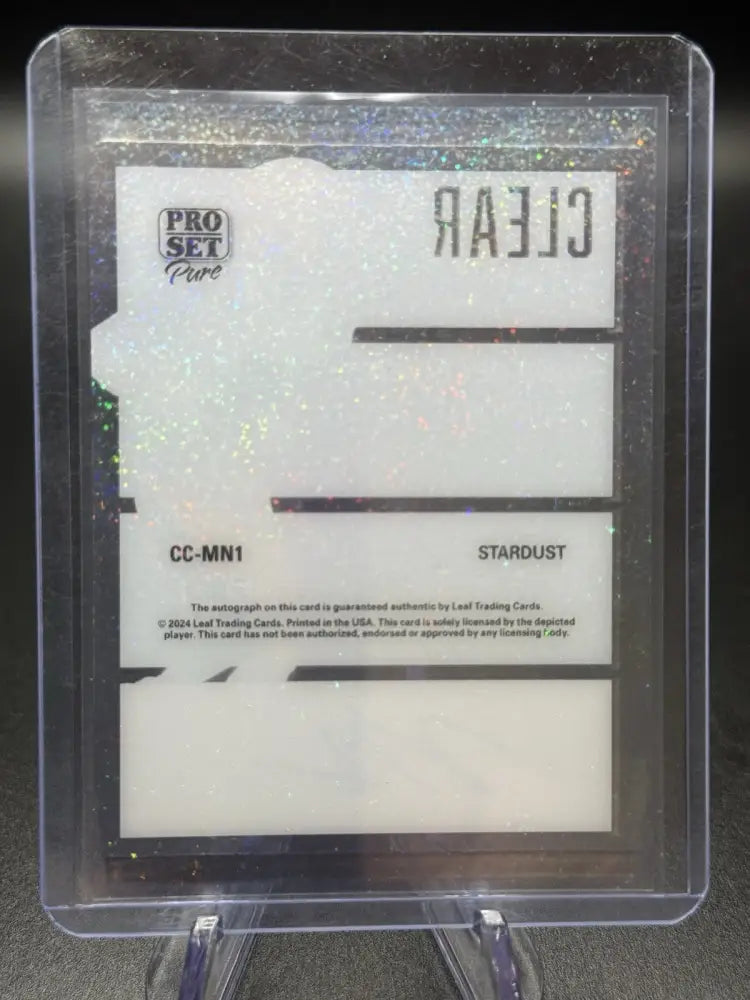 CLEAR
PRO
SET
Pure
CC-MN1
STARDUST
The autograph on this card is guaranteed authentic by Leaf Trading Cards.
© 2024 Leaf Trading Cards. Printed in the USA. This card is solely licensed by the depicted
player. This card has not been authorized, endorsed or approved by any licensing body.